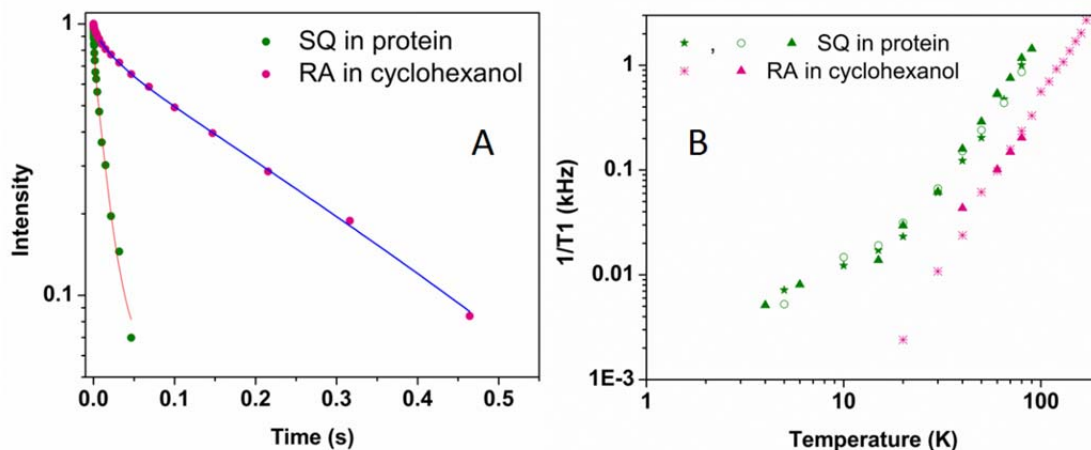 1
SQ in protein
RA in cyclohexanol
A
0.1
0.0 0.1 0.2 0.3 0.4 0.5
Time (s)
Intensity
1
★ , ○ ▲ SQ in protein
RA in cyclohexanol
B
0.1
0.01
1E-3
1 10 100
Temperature (K)
1/T1 (kHz)